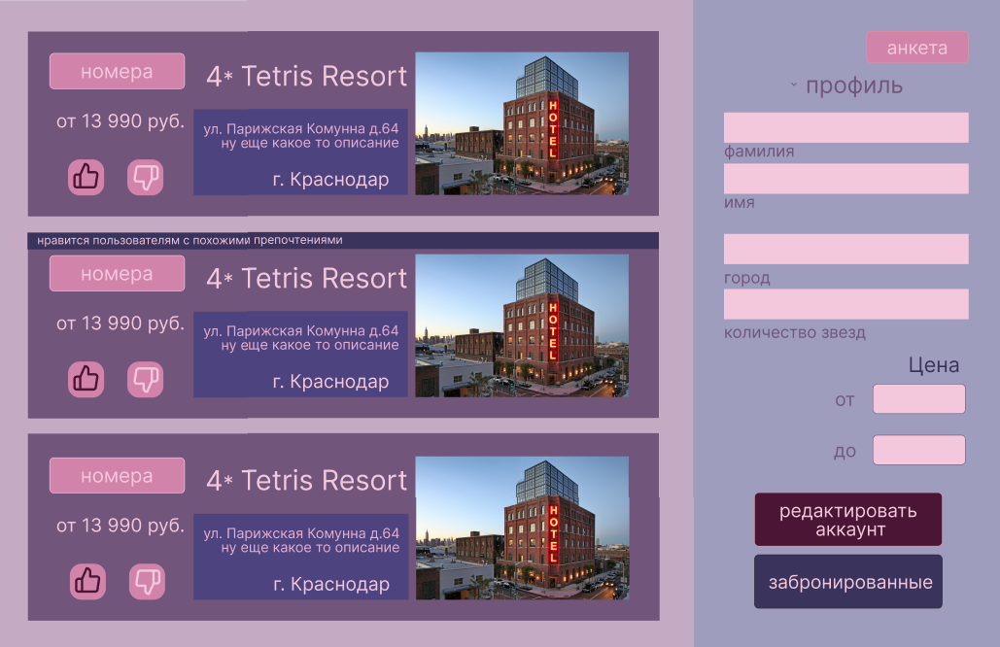 номера
4* Tetris Resort
от 13 990 руб.
ул. Парижская Комунна д.64
ну еще какое то описание
г. Краснодар
HOTEL
нравится пользователям с похожими препочтениями
номера
4* Tetris Resort
от 13 990 руб.
ул. Парижская Комунна д.64
ну еще какое то описание
г. Краснодар
HOTEL
номера
4* Tetris Resort
от 13 990 руб.
ул. Парижская Комунна д.64
ну еще какое то описание
г. Краснодар
HOTEL
анкета
профиль
фамилия
имя
город
количество звезд
Цена
от
до
редактировать
аккаунт
забронированные